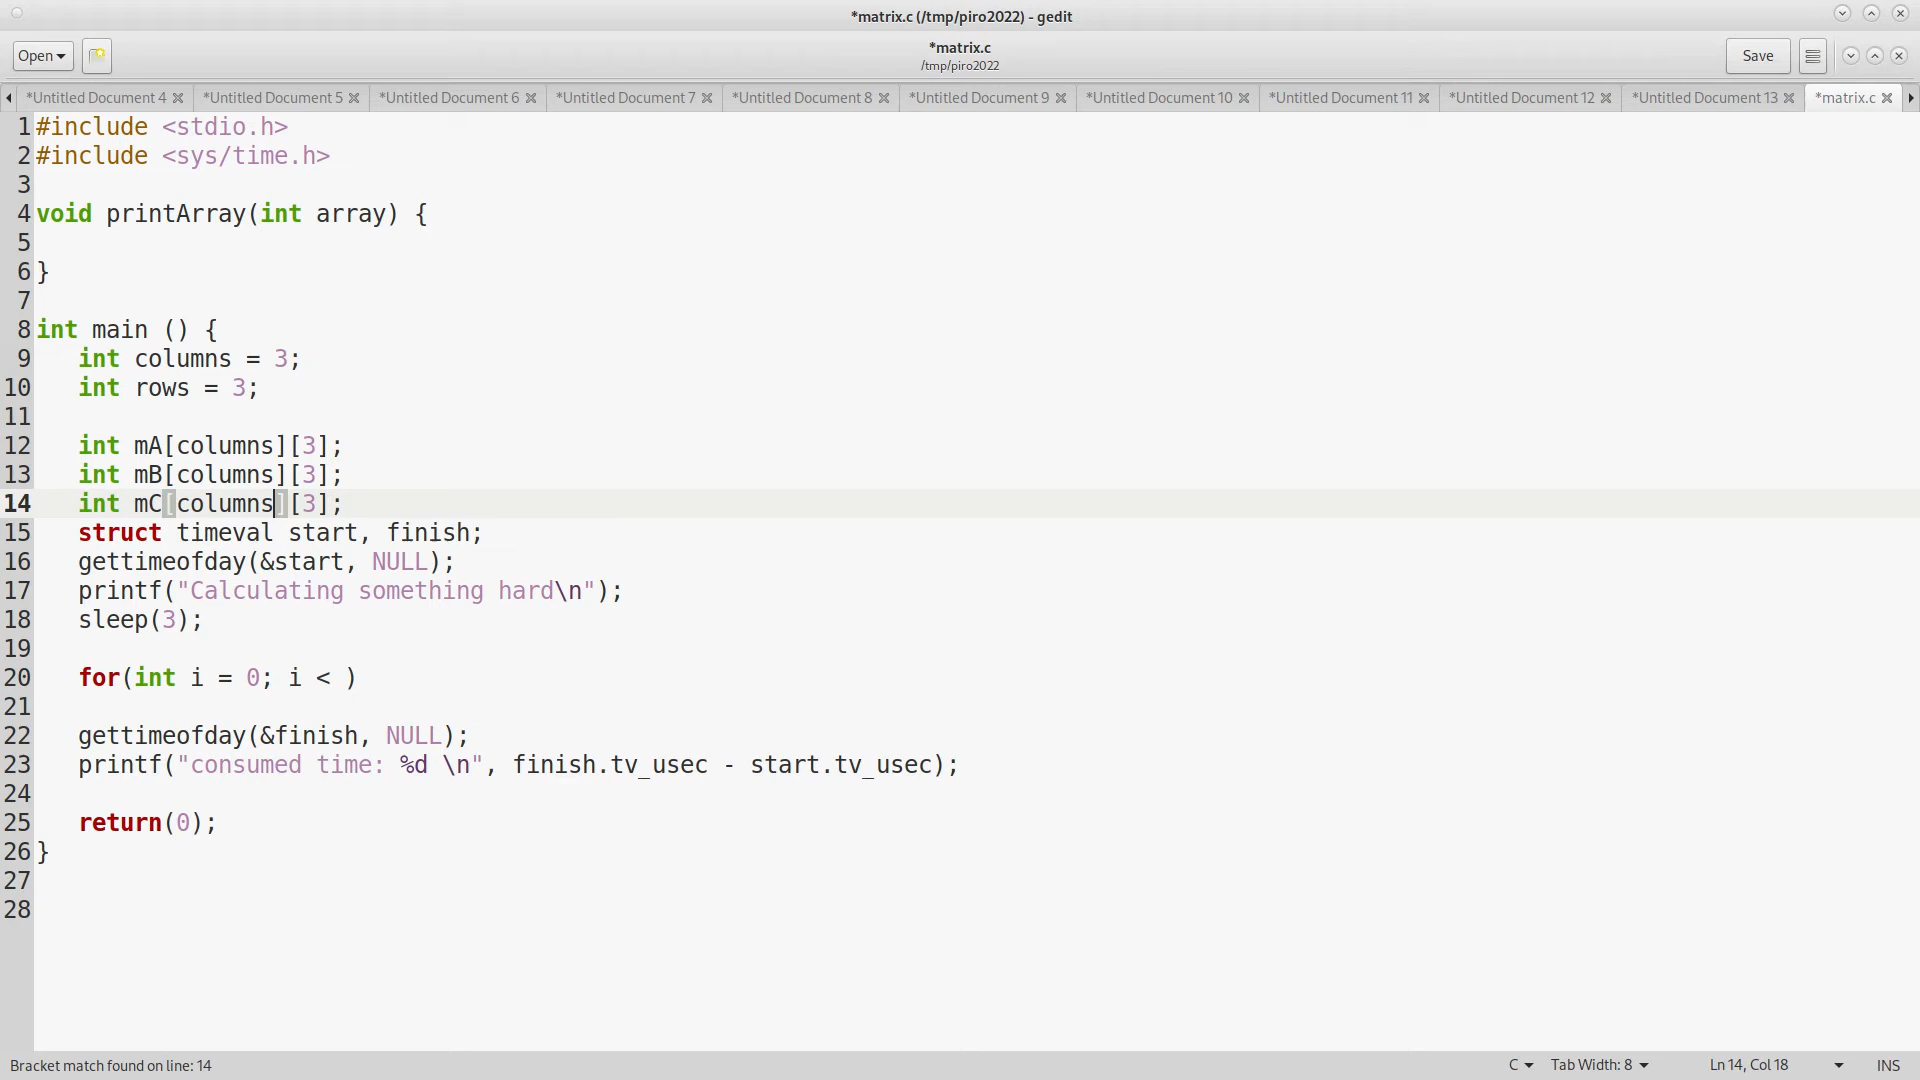 *matrix.c (/tmp/piro2022) - gedit
Open
*matrix.c
/tmp/piro2022
Save
*Untitled Document 4 *Untitled Document 5 *Untitled Document 6 *Untitled Document 7 *Untitled Document 8 *Untitled Document 9 *Untitled Document 10 *Untitled Document 11 *Untitled Document 12 *Untitled Document 13 *matrix.c
1 #include <stdio.h>
2 #include <sys/time.h>
3
4 void printArray(int array) {
5
6 }
7
8 int main () {
9    int columns = 3;
10    int rows = 3;
11
12    int mA[columns][3];
13    int mB[columns][3];
14    int mC[columns][3];
15    struct timeval start, finish;
16    gettimeofday(&start, NULL);
17    printf("Calculating something hard\n");
18    sleep(3);
19
20    for(int i = 0; i < )
21
22    gettimeofday(&finish, NULL);
23    printf("consumed time: %d \n", finish.tv_usec - start.tv_usec);
24
25    return(0);
26 }
27
28
Bracket match found on line: 14 C Tab Width: 8 Ln 14, Col 18 INS